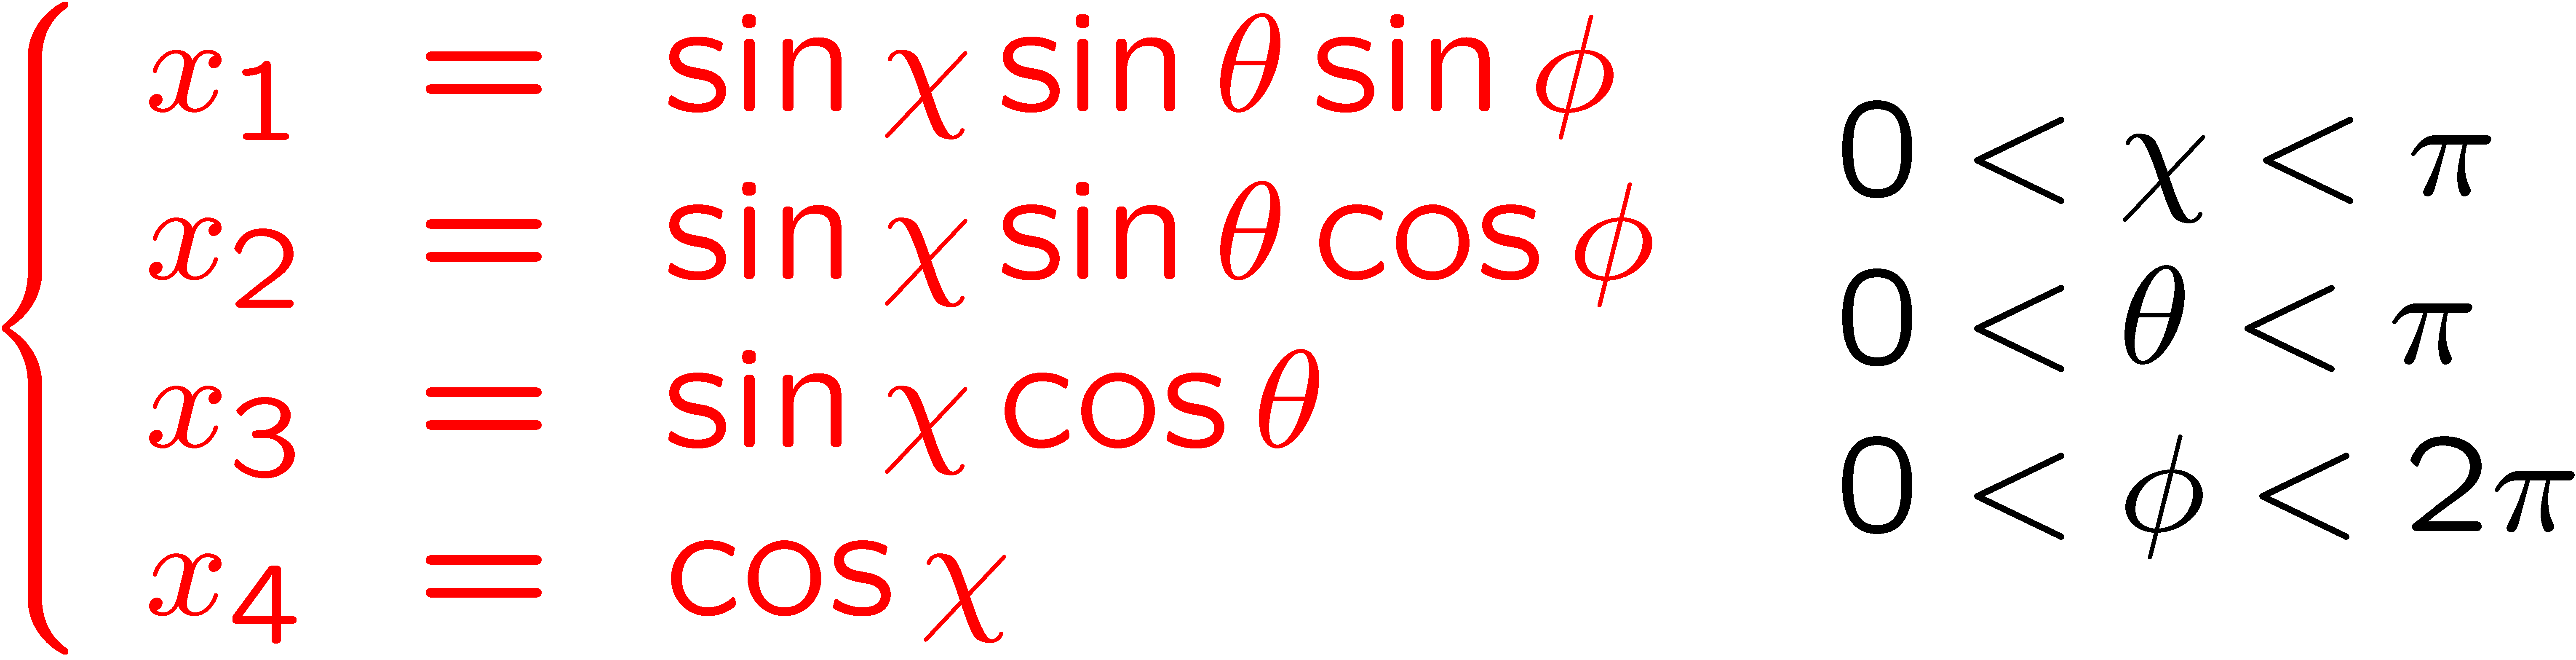 x₁ = sin χ sin θ sin ϕ
x₂ = sin χ sin θ cos ϕ
x₃ = sin χ cos θ
x₄ = cos χ
0 < χ < π
0 < θ < π
0 < ϕ < 2π